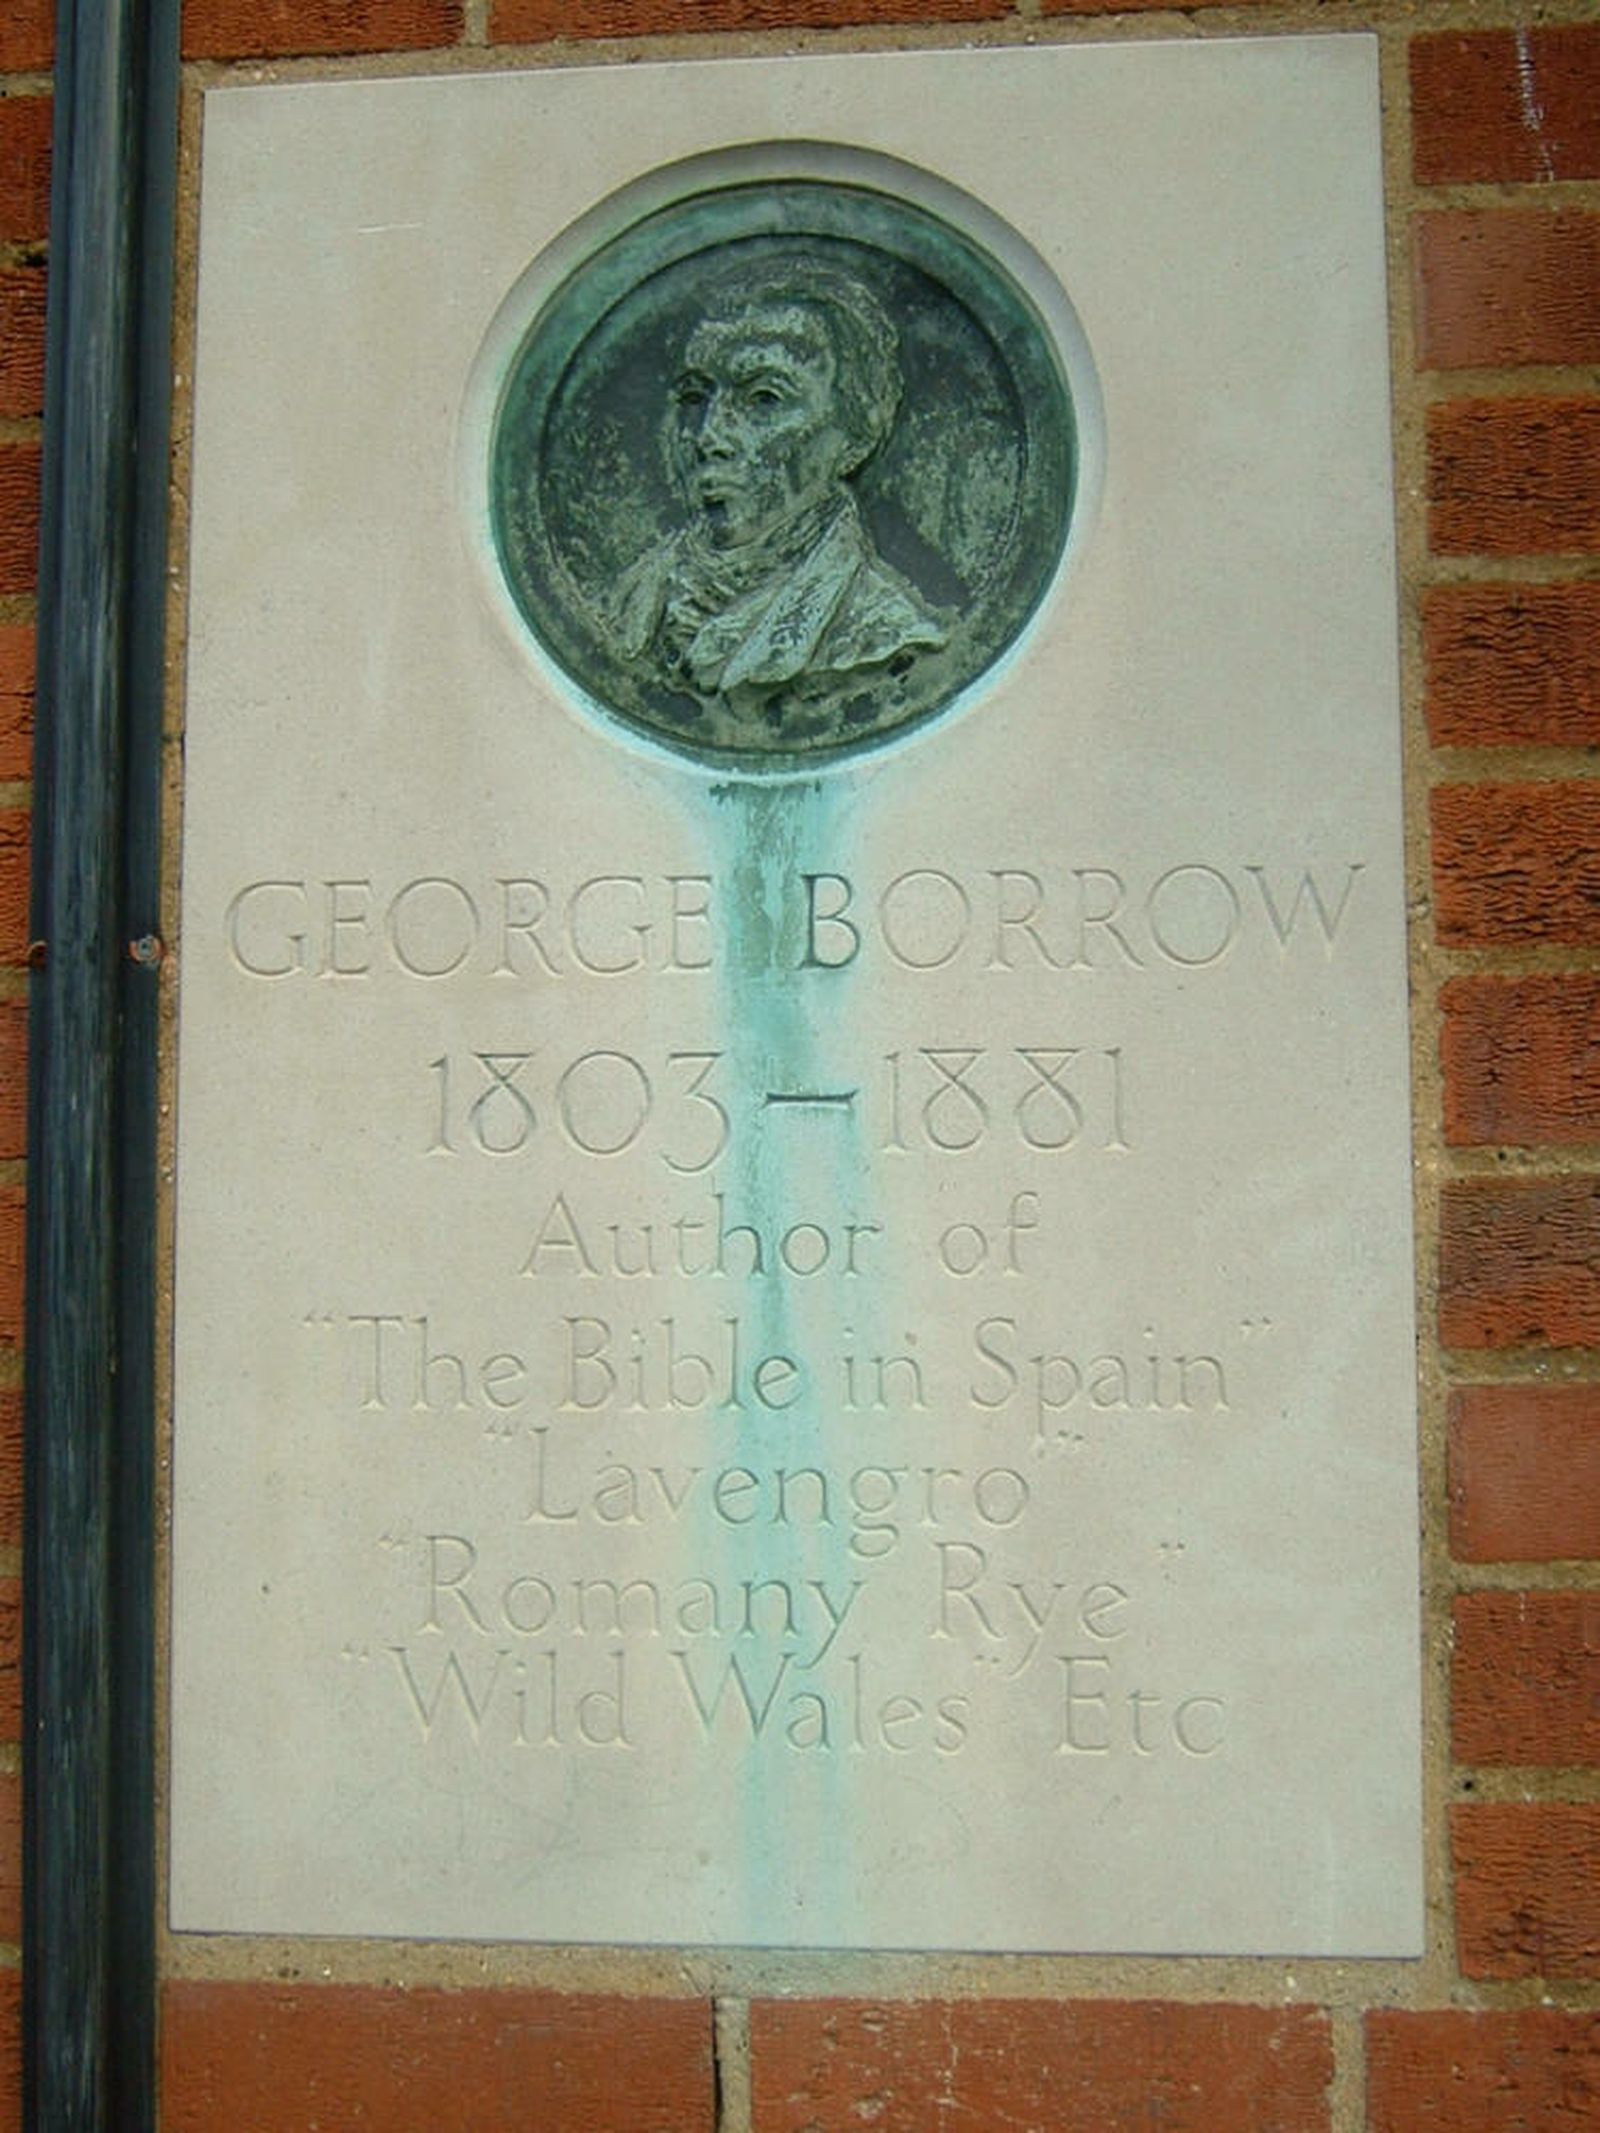 GEORGE BORROW
1803–1881
Author of
"The Bible in Spain"
"Lavengro"
"Romany Rye"
"Wild Wales" Etc